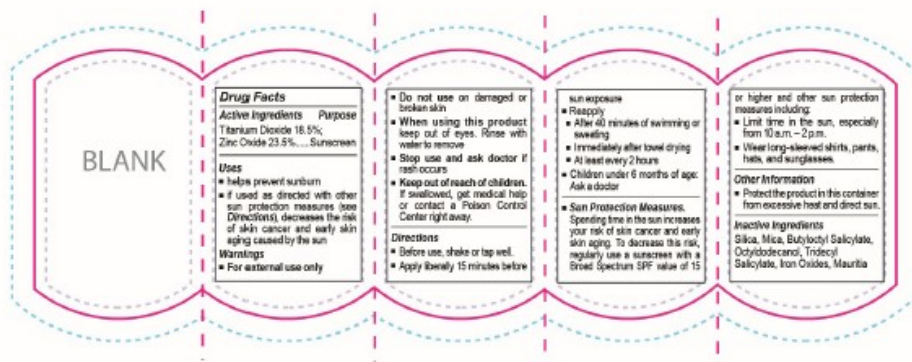 BLANK
Drug Facts
Active Ingredients Purpose
Titanium Dioxide 18.5%;
Zinc Oxide 23.5%.....Sunscreen
Uses
▪ helps prevent sunburn
▪ if used as directed with other
sun protection measures (see
Directions), decreases the risk
of skin cancer and early skin
aging caused by the sun
Warnings
▪ For external use only
▪ Do not use on damaged or
broken skin
▪ When using this product
keep out of eyes. Rinse with
water to remove
▪ Stop use and ask doctor if
rash occurs
▪ Keep out of reach of children.
If swallowed, get medical help
or contact a Poison Control
Center right away.
Directions
▪ Before use, shake or tap well.
▪ Apply liberally 15 minutes before
sun exposure
▪ Reapply
▪ After 40 minutes of swimming or
sweating
▪ Immediately after towel drying
▪ At least every 2 hours
▪ Children under 6 months of age:
Ask a doctor
▪ Sun Protection Measures.
Spending time in the sun increases
your risk of skin cancer and early
skin aging. To decrease this risk,
regularly use a sunscreen with a
Broad Spectrum SPF value of 15
or higher and other sun protection
measures including:
▪ Limit time in the sun, especially
from 10 a.m. – 2 p.m.
▪ Wear long-sleeved shirts, pants,
hats, and sunglasses.
Other Information
▪ Protect the product in this container
from excessive heat and direct sun.
Inactive Ingredients
Silica, Mica, Butyloctyl Salicylate,
Octyldodecanol, Tridecyl
Salicylate, Iron Oxides, Mauritia